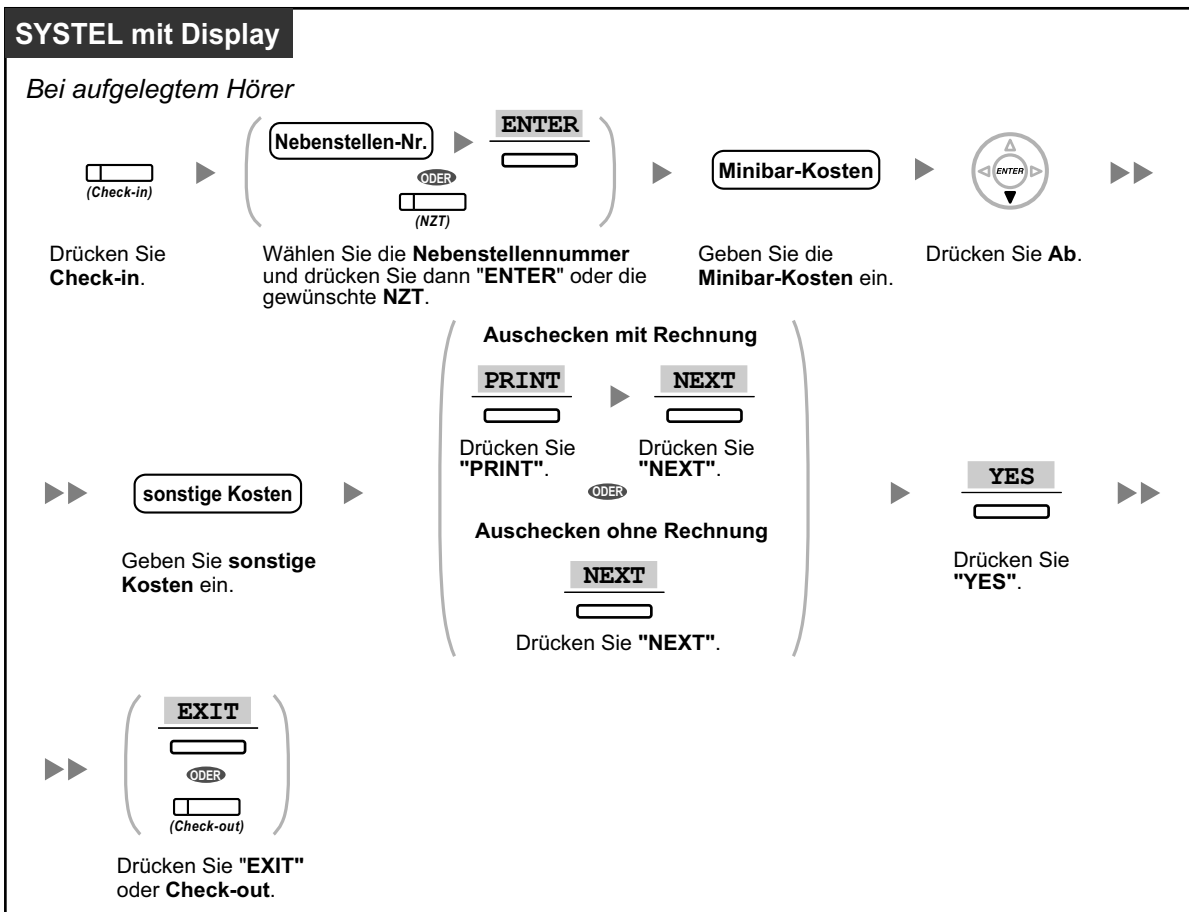 SYSTEL mit Display
Bei aufgelegtem Hörer
(Check-in)
Drücken Sie
Check-in.
Nebenstellen-Nr.
ENTER
ODER
(NZT)
Wählen Sie die Nebenstellennummer
und drücken Sie dann "ENTER" oder die
gewünschte NZT.
Minibar-Kosten
Geben Sie die
Minibar-Kosten ein.
ENTER
Drücken Sie Ab.
sonstige Kosten
Geben Sie sonstige
Kosten ein.
Auschecken mit Rechnung
PRINT
Drücken Sie
"PRINT".
NEXT
Drücken Sie
"NEXT".
ODER
Auschecken ohne Rechnung
NEXT
Drücken Sie "NEXT".
YES
Drücken Sie
"YES".
EXIT
ODER
(Check-out)
Drücken Sie "EXIT"
oder Check-out.